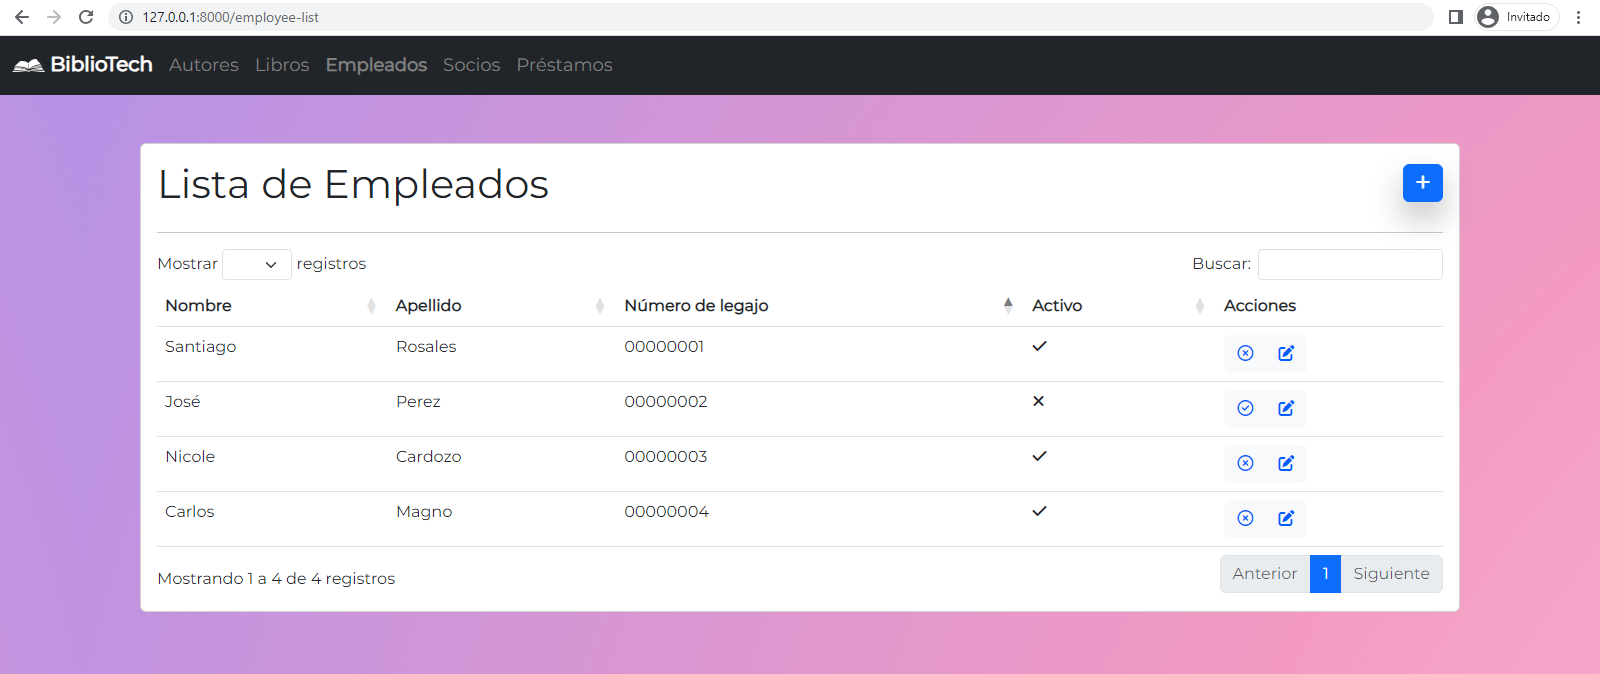 127.0.0.1:8000/employee-list
Invitado
BiblioTech Autores Libros Empleados Socios Préstamos
Lista de Empleados
+
Mostrar registros Buscar:
Nombre Apellido Número de legajo Activo Acciones
Santiago Rosales 00000001
José Perez 00000002
Nicole Cardozo 00000003
Carlos Magno 00000004
Mostrando 1 a 4 de 4 registros Anterior 1 Siguiente